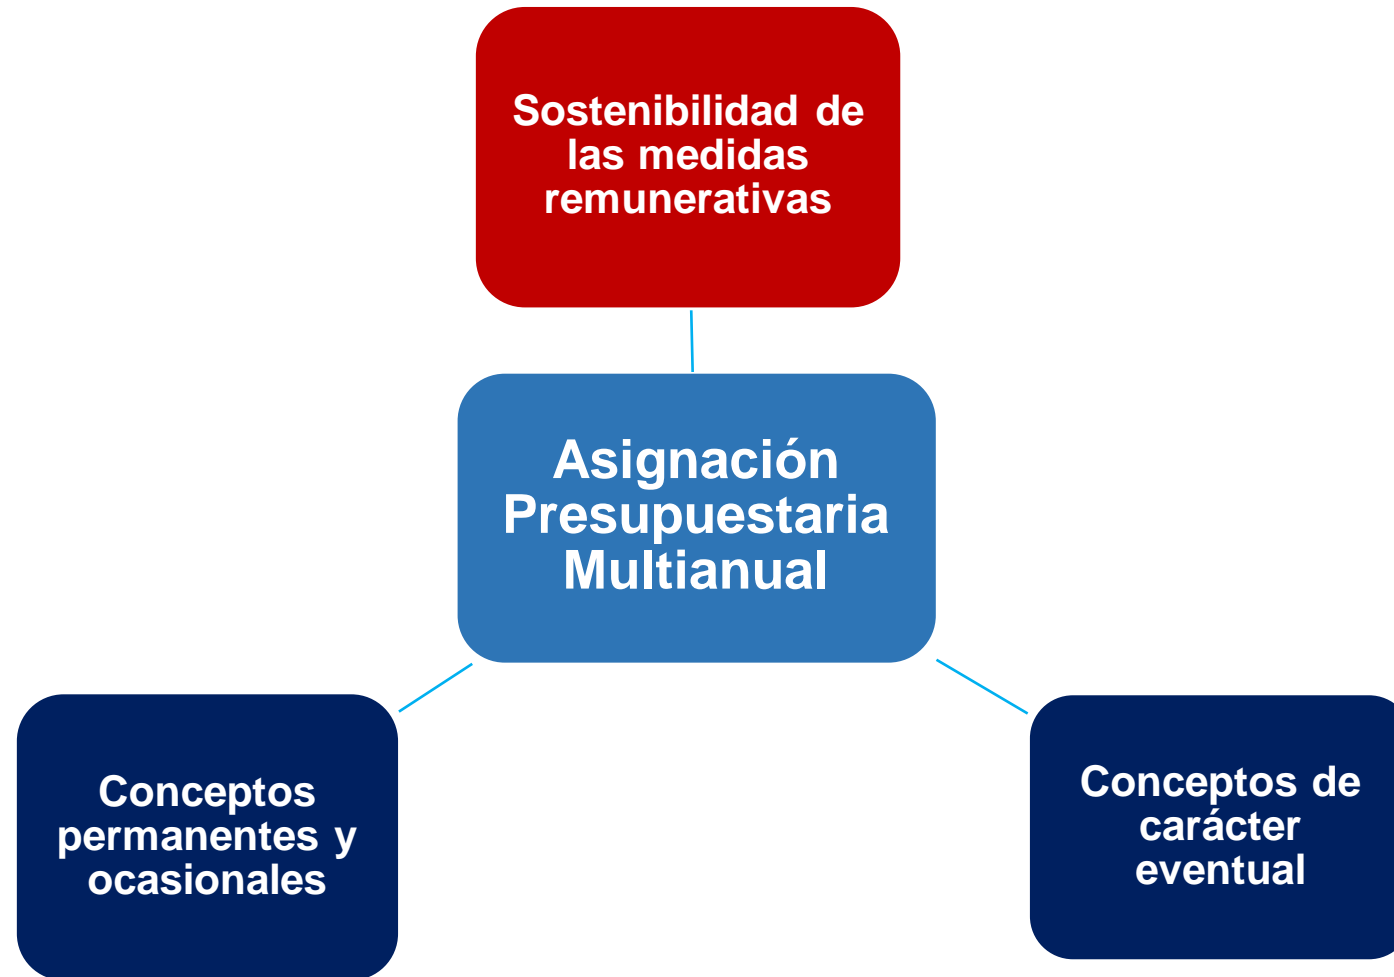 Sostenibilidad de
las medidas
remunerativas
Asignación
Presupuestaria
Multianual
Conceptos
permanentes y
ocasionales
Conceptos de
carácter
eventual